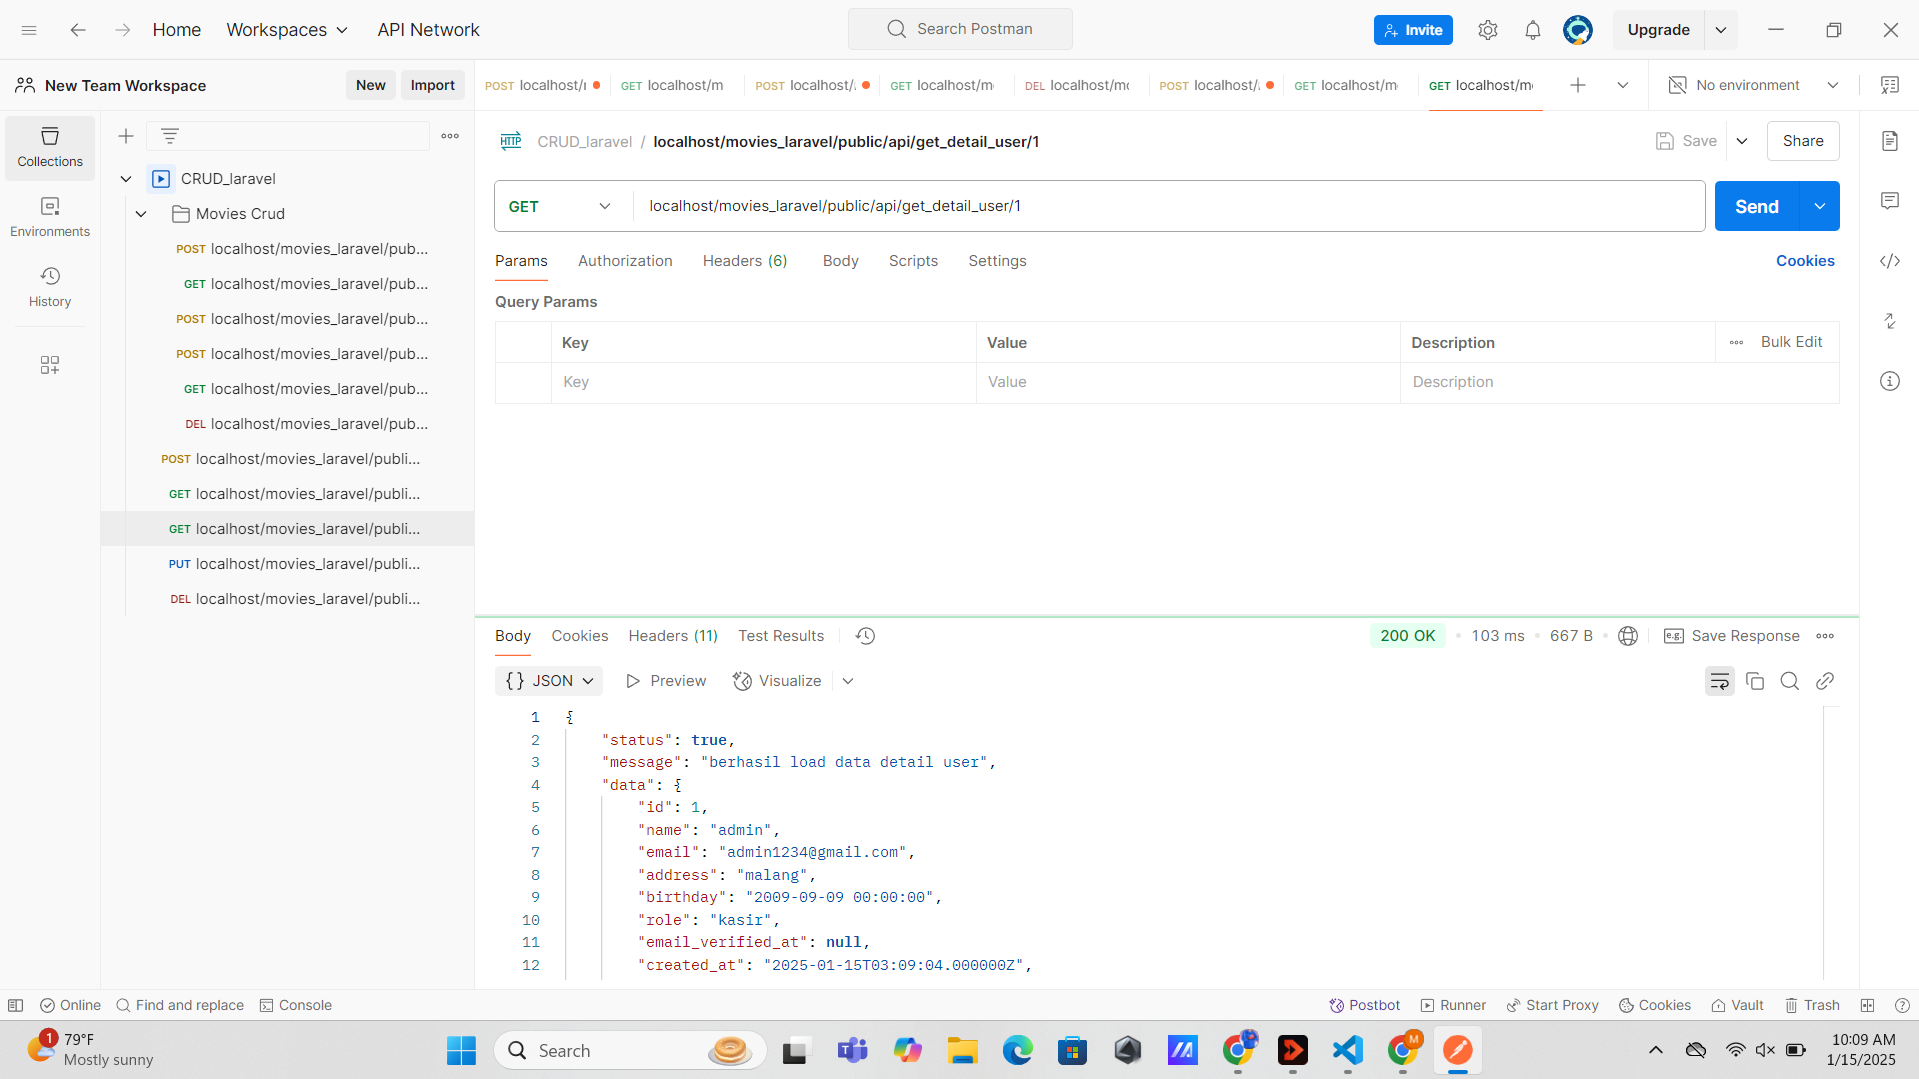 Home Workspaces API Network
Search Postman
Invite Upgrade
New Team Workspace New Import
POST localhost/r GET localhost/m POST localhost/. GET localhost/m DEL localhost/mo POST localhost/. GET localhost/m GET localhost/m
No environment
Collections
Environments
History
CRUD_laravel
Movies Crud
POST localhost/movies_laravel/pub...
GET localhost/movies_laravel/pub...
POST localhost/movies_laravel/pub...
POST localhost/movies_laravel/pub...
GET localhost/movies_laravel/pub...
DEL localhost/movies_laravel/pub...
POST localhost/movies_laravel/publi...
GET localhost/movies_laravel/publi...
GET localhost/movies_laravel/publi...
PUT localhost/movies_laravel/publi...
DEL localhost/movies_laravel/publi...
HTTP CRUD_laravel / localhost/movies_laravel/public/api/get_detail_user/1
Save Share
GET localhost/movies_laravel/public/api/get_detail_user/1 Send
Params Authorization Headers (6) Body Scripts Settings Cookies
Query Params
Key Value Description Bulk Edit
Key Value Description
Body Cookies Headers (11) Test Results 200 OK 103 ms 667 B e.g. Save Response
{} JSON Preview Visualize
1 {
2 "status": true,
3 "message": "berhasil load data detail user",
4 "data": {
5 "id": 1,
6 "name": "admin",
7 "email": "admin1234@gmail.com",
8 "address": "malang",
9 "birthday": "2009-09-09 00:00:00",
10 "role": "kasir",
11 "email_verified_at": null,
12 "created_at": "2025-01-15T03:09:04.000000Z",
Online Find and replace Console Postbot Runner Start Proxy Cookies Vault Trash
1 79°F
Mostly sunny
Search
M
10:09 AM
1/15/2025